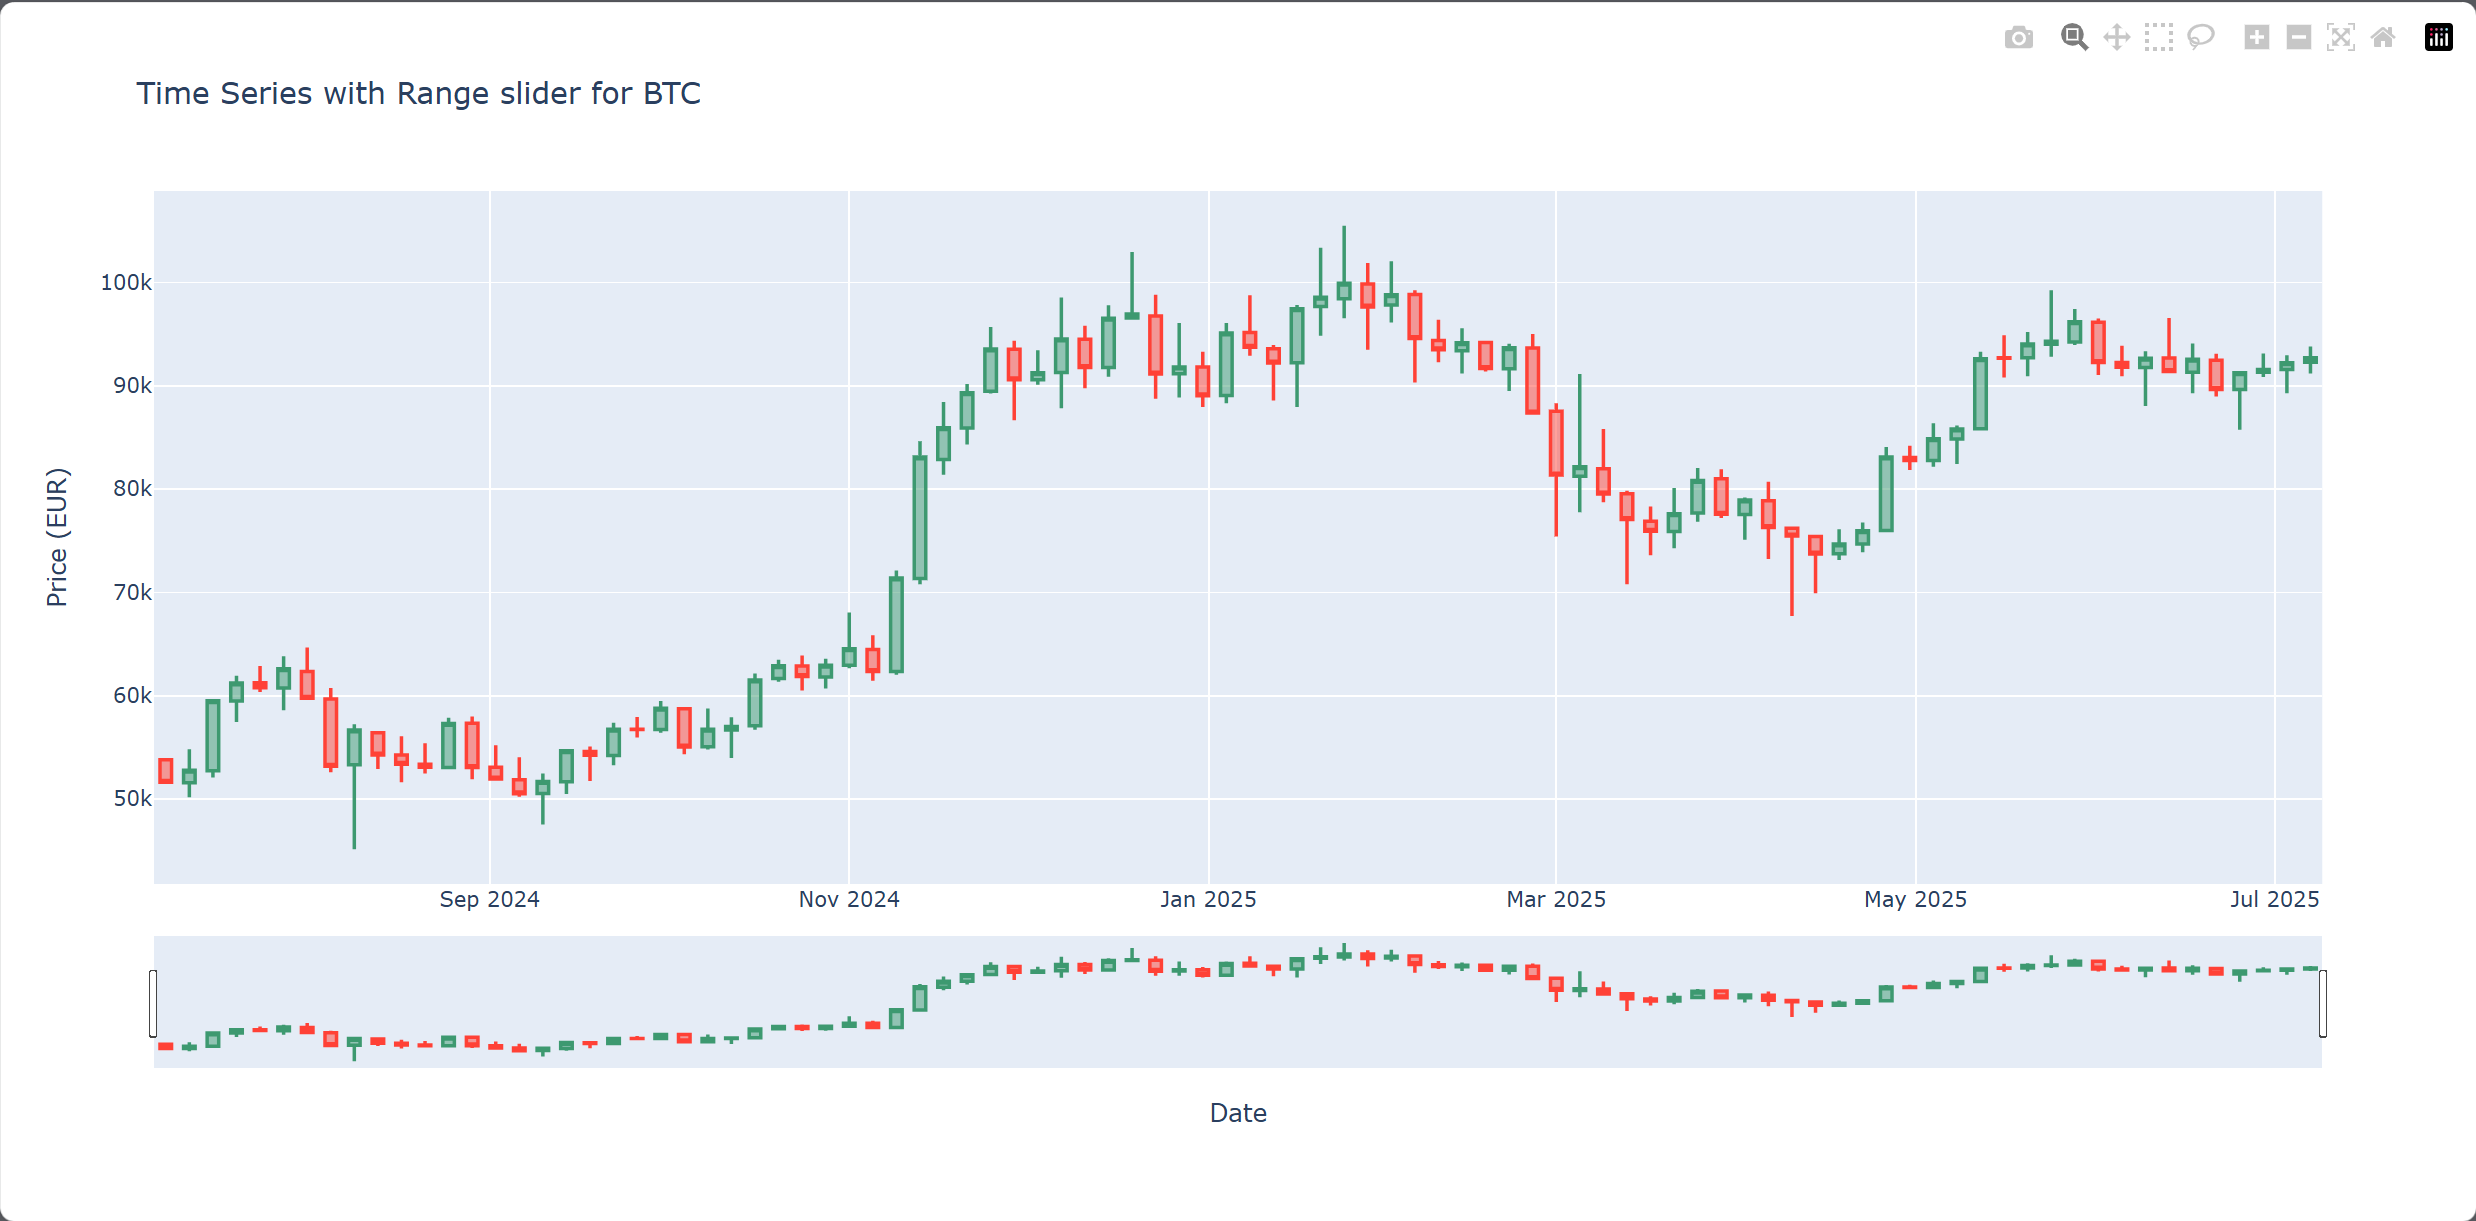 Time Series with Range slider for BTC
Price (EUR)
100k
90k
80k
70k
60k
50k
Sep 2024
Nov 2024
Jan 2025
Mar 2025
May 2025
Jul 2025
Date